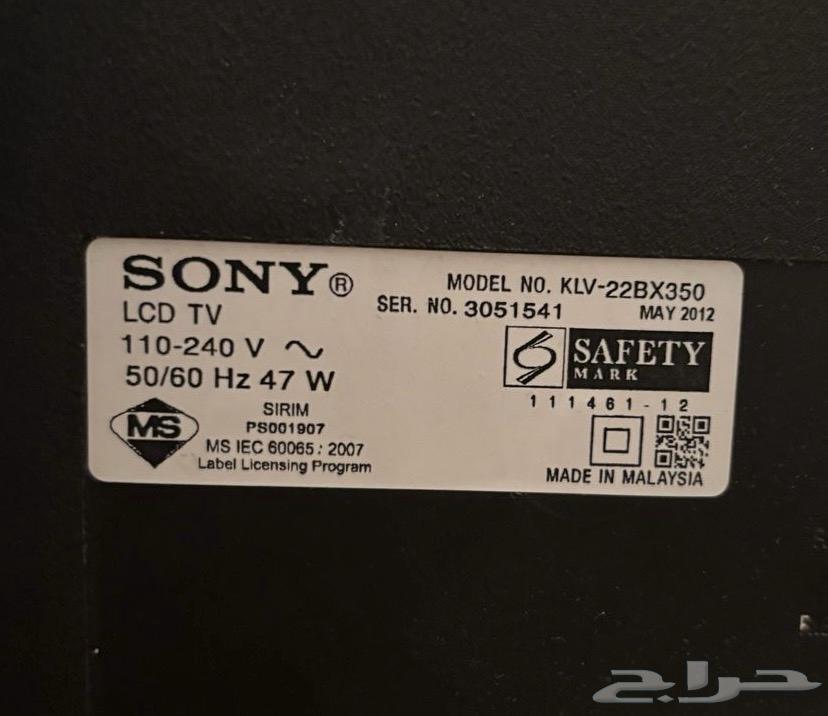 SONY®
LCD TV
110-240 V ∿
50/60 Hz 47 W
MODEL NO. KLV-22BX350
SER. NO. 3051541 MAY 2012
SAFETY
MARK
111461-12
MS
SIRIM
PS001907
MS IEC 60065 : 2007
Label Licensing Program
MADE IN MALAYSIA
حراج